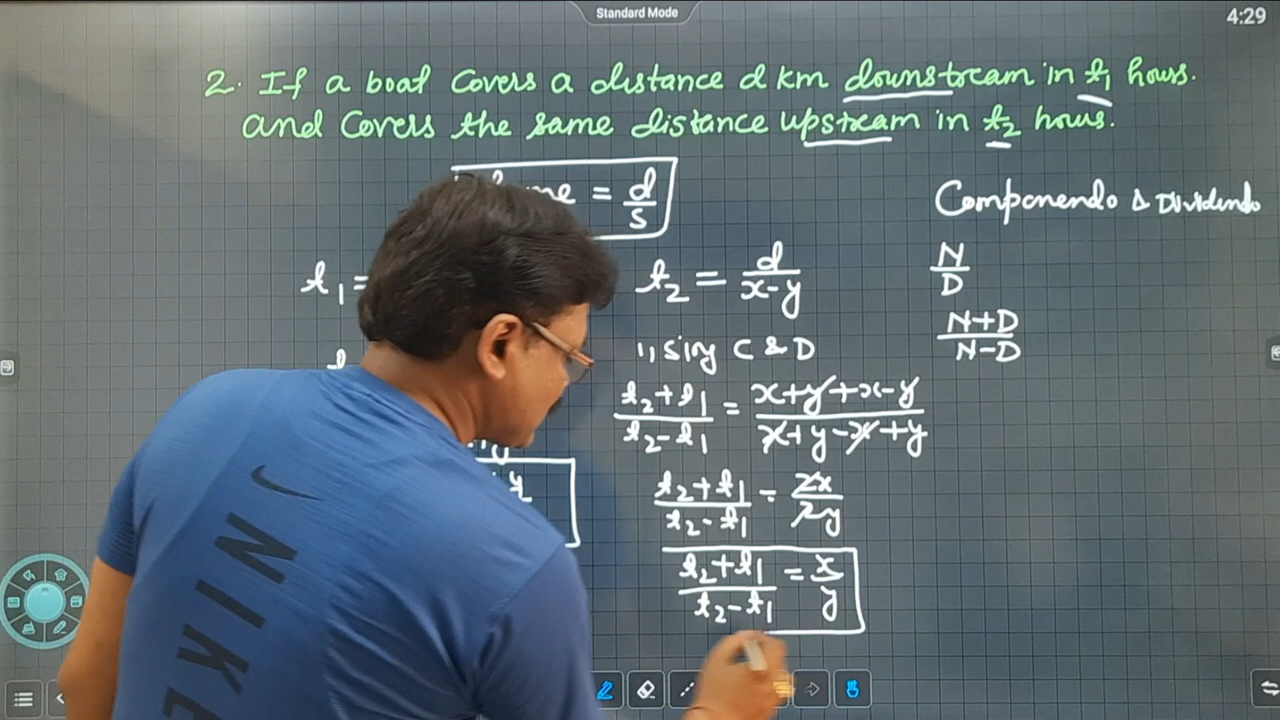 Standard Mode
4:29
2. If a boat Covers a distance d km downstream in t₁ hours.
and Covers the same distance upstream in t₂ hours.
= d/s
Componendo & Dividendo
t₁ =
t₂ = d/(x-y)
N/D
(N+D)/(N-D)
Using C & D
(t₂+t₁)/(t₂-t₁) = (x+y+x-y)/(x+y-x+y)
(t₂+t₁)/(t₂-t₁) = 2x/2y
(t₂+t₁)/(t₂-t₁) = x/y
NIKE